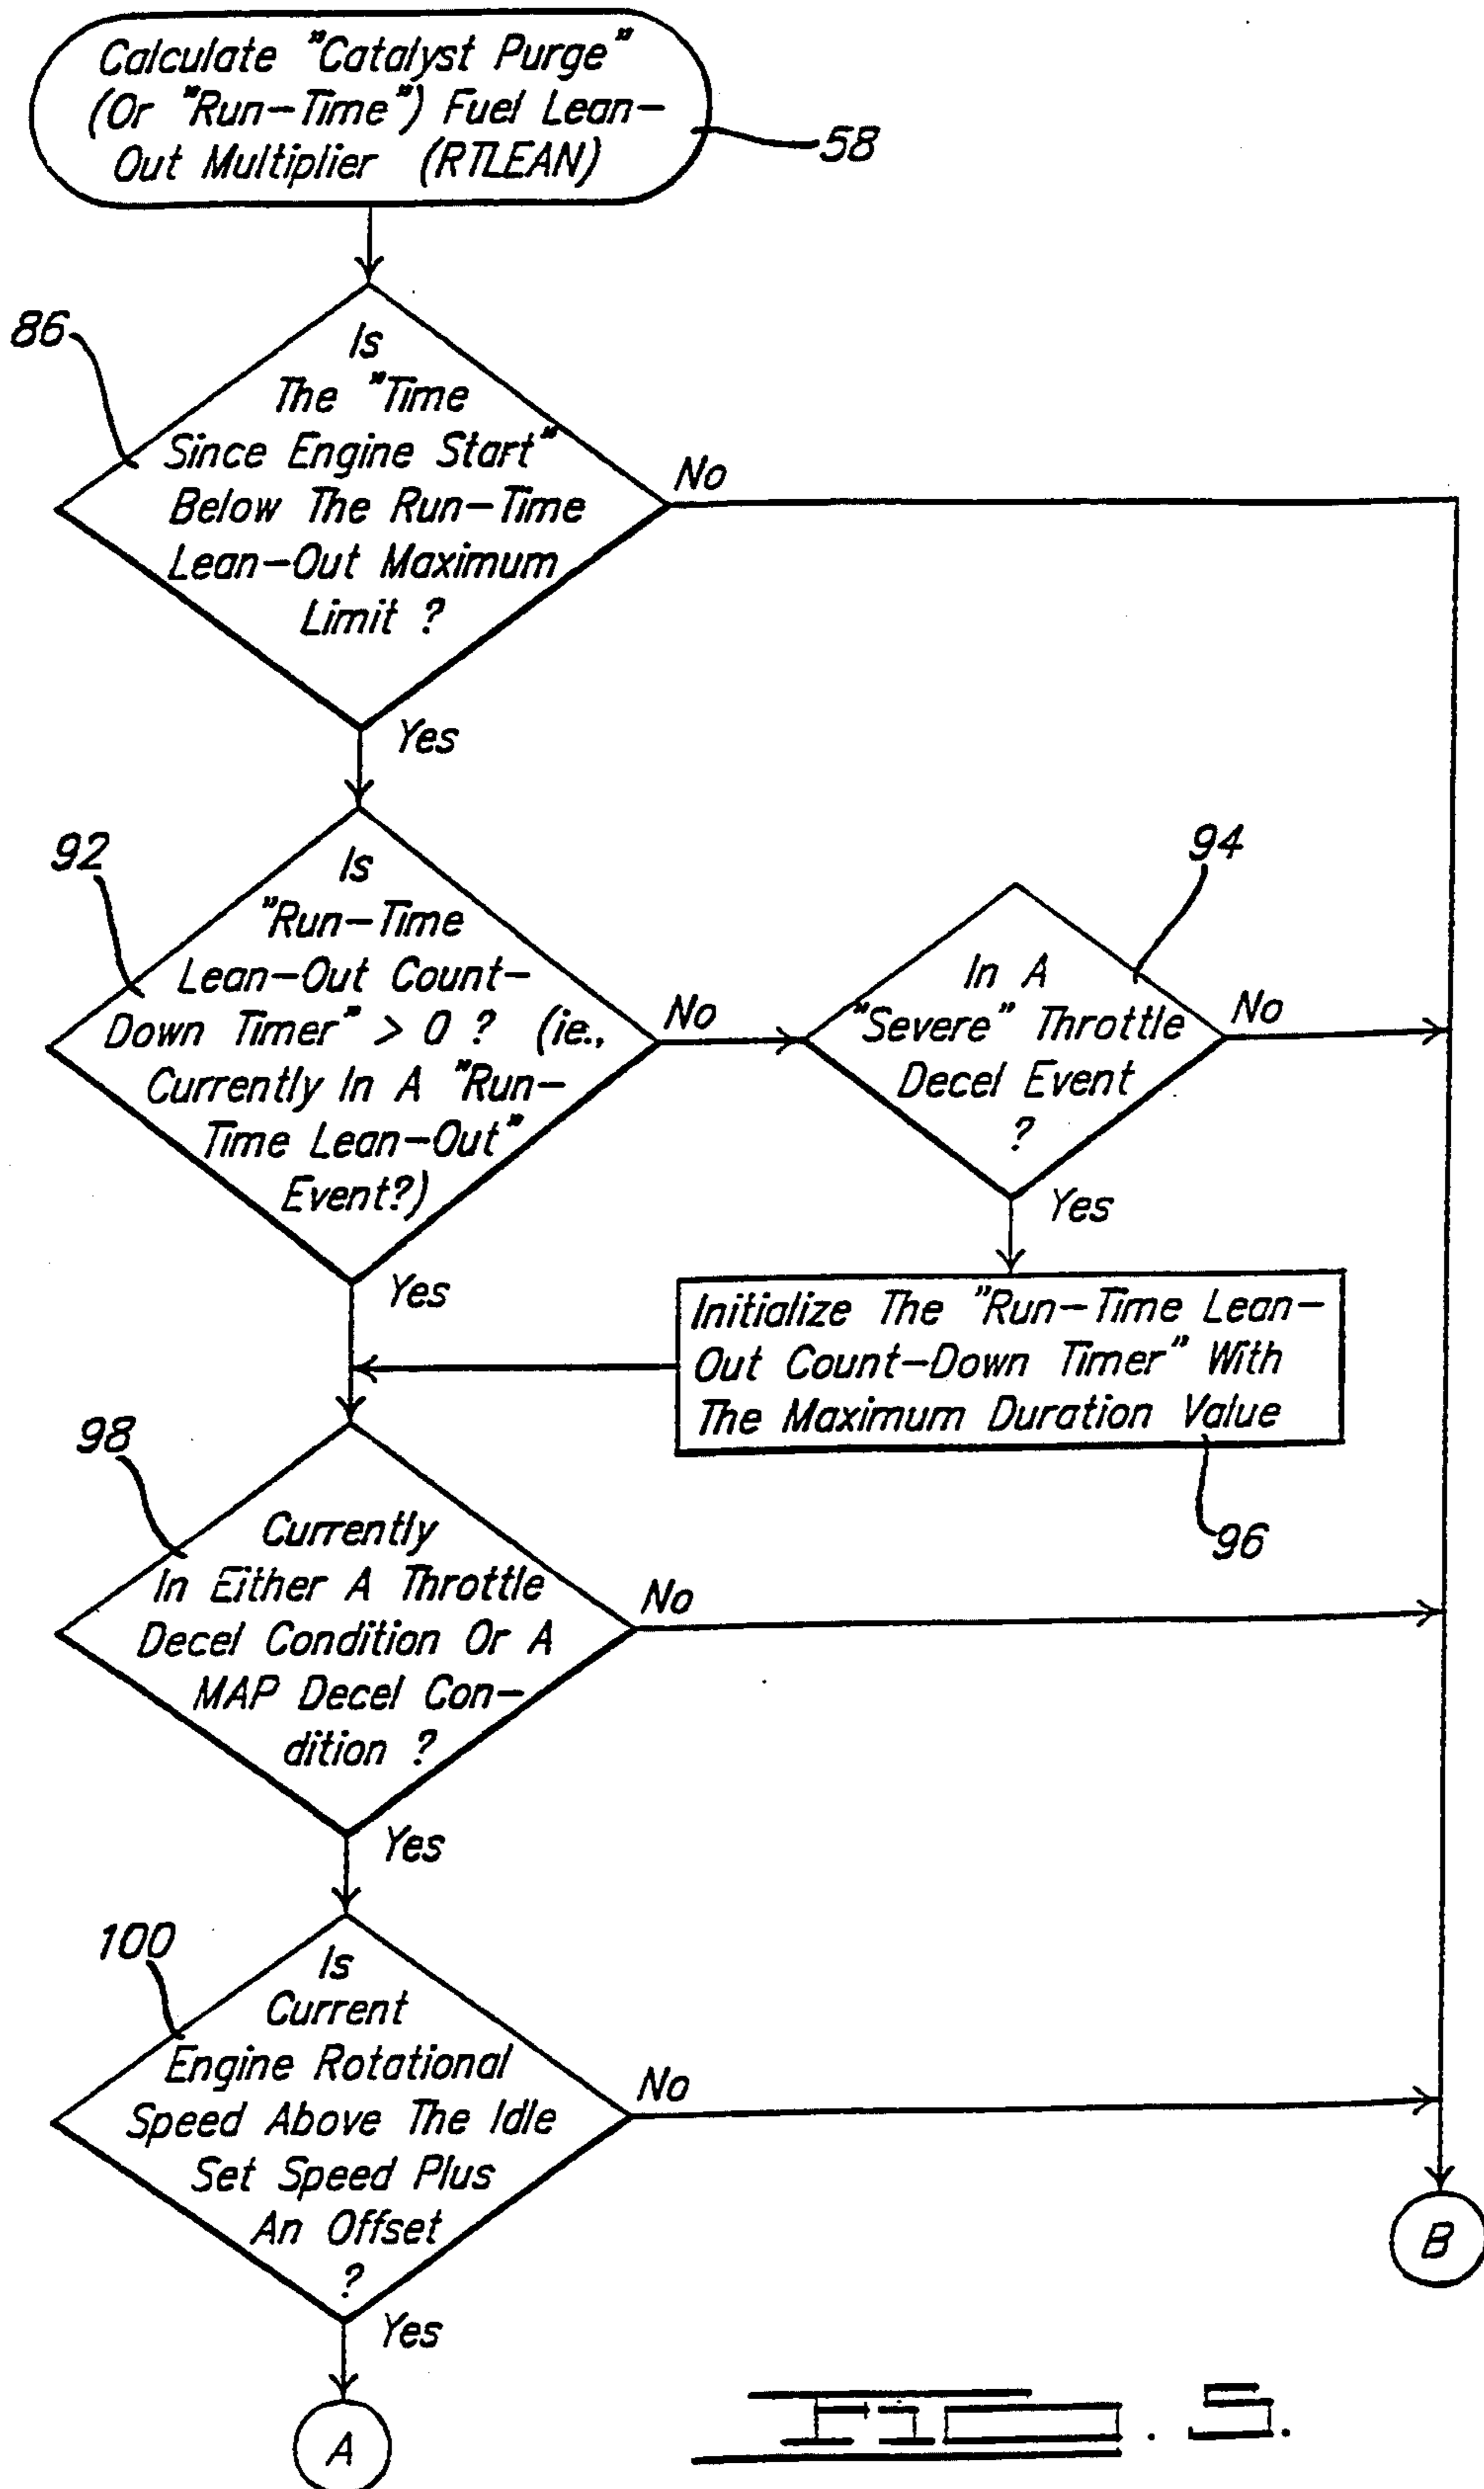 Calculate "Catalyst Purge"
(Or "Run-Time") Fuel Lean-
Out Multiplier (RTLEAN)
58
86
Is
The "Time
Since Engine Start"
Below The Run-Time
Lean-Out Maximum
Limit ?
No
Yes
92
Is
"Run-Time
Lean-Out Count-
Down Timer" > 0 ? (ie.,
Currently In A "Run-
Time Lean-Out"
Event?)
No
Yes
94
In A
"Severe" Throttle
Decel Event
?
No
Yes
Initialize The "Run-Time Lean-
Out Count-Down Timer" With
The Maximum Duration Value
96
98
Currently
In Either A Throttle
Decel Condition Or A
MAP Decel Con-
dition ?
No
Yes
100
Is
Current
Engine Rotational
Speed Above The Idle
Set Speed Plus
An Offset
?
No
Yes
B
A
FIG. 5.